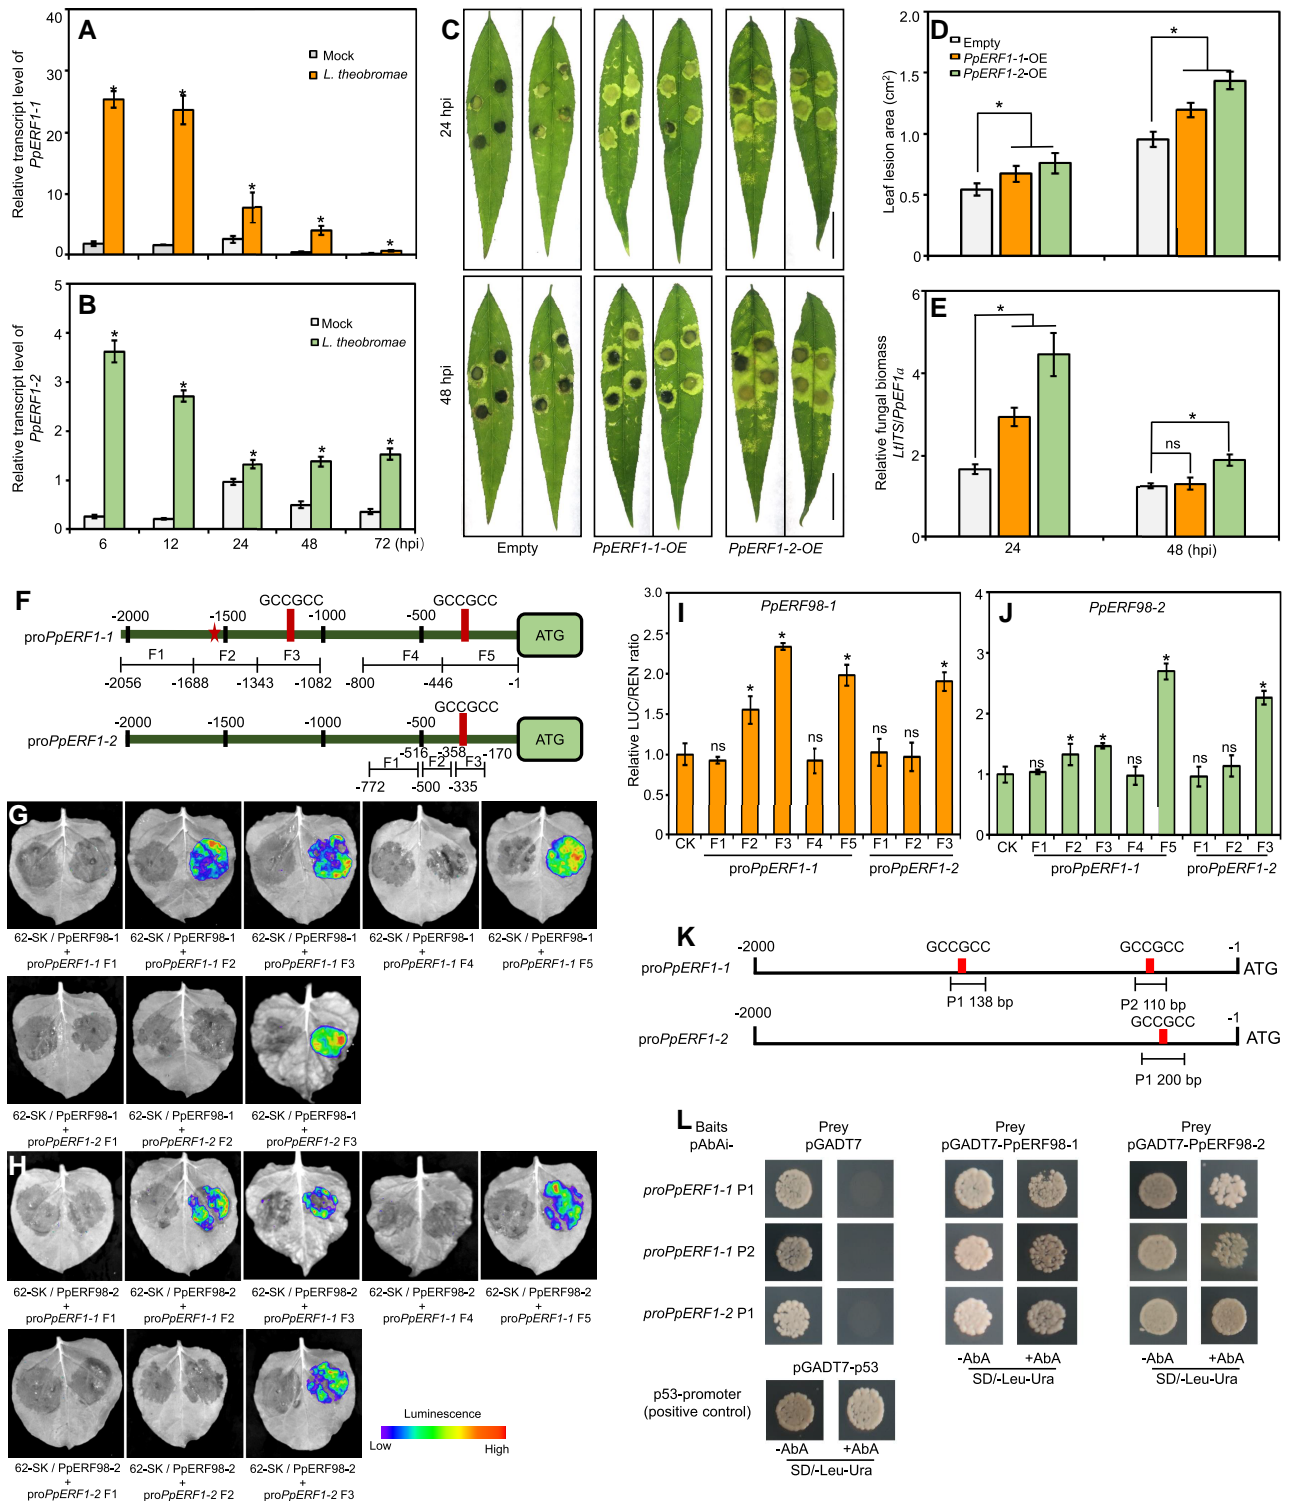 A
Relative transcript level of
PpERF1-1
40
30
20
10
0
Mock
L. theobromae
* * * * *
B
Relative transcript level of
PpERF1-2
5
4
3
2
1
0
Mock
L. theobromae
* * * * *
6 12 24 48 72 (hpi)
C
24 hpi
48 hpi
Empty PpERF1-1-OE PpERF1-2-OE
D
Leaf lesion area (cm²)
2.0
1.5
1.0
0.5
0
Empty
PpERF1-1-OE
PpERF1-2-OE
* *
E
Relative fungal biomass
LtITS/PpEF1a
6
4
2
0
* ns *
24 48 (hpi)
F
GCCGCC GCCGCC
-2000 -1500 -1000 -500
proPpERF1-1 ATG
F1 F2 F3 F4 F5
-2056 -1688 -1343 -1082 -800 -446 -1
GCCGCC
-2000 -1500 -1000 -500
proPpERF1-2 ATG
-516 -358 -170
F1 F2 F3
-772 -500 -335
G
62-SK / PpERF98-1 62-SK / PpERF98-1 62-SK / PpERF98-1 62-SK / PpERF98-1 62-SK / PpERF98-1
+ + + + +
proPpERF1-1 F1 proPpERF1-1 F2 proPpERF1-1 F3 proPpERF1-1 F4 proPpERF1-1 F5
62-SK / PpERF98-1 62-SK / PpERF98-1 62-SK / PpERF98-1
+ + +
proPpERF1-2 F1 proPpERF1-2 F2 proPpERF1-2 F3
H
62-SK / PpERF98-2 62-SK / PpERF98-2 62-SK / PpERF98-2 62-SK / PpERF98-2 62-SK / PpERF98-2
+ + + + +
proPpERF1-1 F1 proPpERF1-1 F2 proPpERF1-1 F3 proPpERF1-1 F4 proPpERF1-1 F5
62-SK / PpERF98-2 62-SK / PpERF98-2 62-SK / PpERF98-2
+ + +
proPpERF1-2 F1 proPpERF1-2 F2 proPpERF1-2 F3
Luminescence
Low High
I
PpERF98-1
Relative LUC/REN ratio
3.0
2.5
2.0
1.5
1.0
0.5
0
ns * * ns * ns ns *
CK F1 F2 F3 F4 F5 F1 F2 F3
proPpERF1-1 proPpERF1-2
J
PpERF98-2
4
3
2
1
0
ns * * ns * ns ns *
CK F1 F2 F3 F4 F5 F1 F2 F3
proPpERF1-1 proPpERF1-2
K
-2000 GCCGCC GCCGCC -1
proPpERF1-1 ATG
P1 138 bp P2 110 bp
-2000 GCCGCC -1
proPpERF1-2 ATG
P1 200 bp
L
Baits Prey Prey Prey
pAbAi- pGADT7 pGADT7-PpERF98-1 pGADT7-PpERF98-2
proPpERF1-1 P1
proPpERF1-1 P2
proPpERF1-2 P1
-AbA +AbA -AbA +AbA
SD/-Leu-Ura SD/-Leu-Ura
pGADT7-p53
p53-promoter
(positive control)
-AbA +AbA
SD/-Leu-Ura